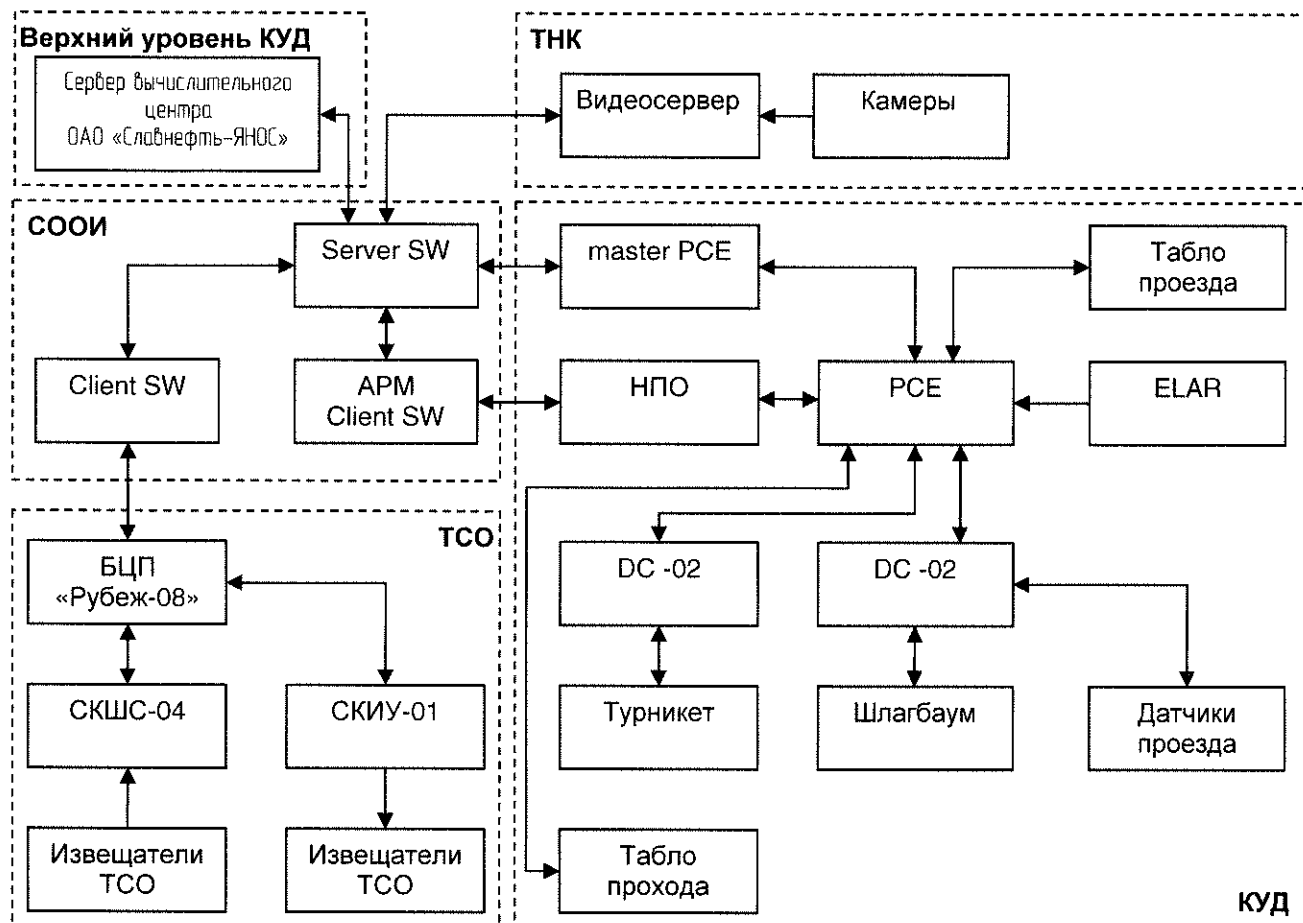 Верхний уровень КУД
Сервер вычислительного
центра
ОАО «Славнефть-ЯНОС»
ТНК
Видеосервер
Камеры
СООИ
Server SW
Client SW
АРМ
Client SW
master PCE
Табло
проезда
НПО
PCE
ELAR
ТСО
БЦП
«Рубеж-08»
СКШС-04
СКИУ-01
Извещатели
ТСО
Извещатели
ТСО
DC -02
DC -02
Турникет
Шлагбаум
Датчики
проезда
Табло
прохода
КУД